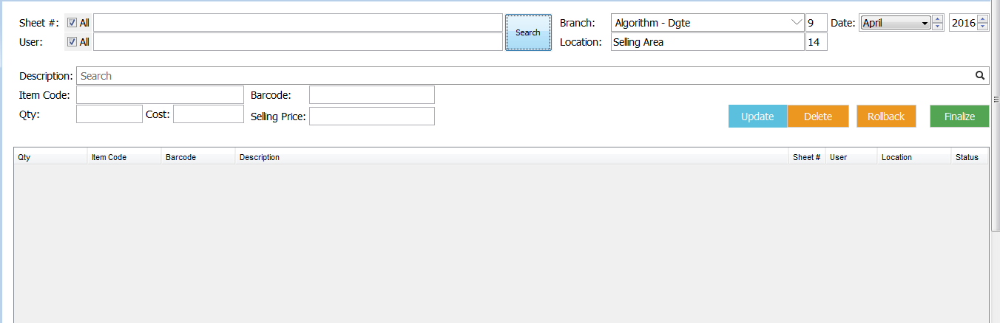 Sheet #: All Search Branch: Algorithm - Dgte 9 Date: April 2016
User: All Location: Selling Area 14
Description: Search
Item Code: Barcode:
Qty: Cost: Selling Price: Update Delete Rollback Finalize
Qty Item Code Barcode Description Sheet # User Location Status